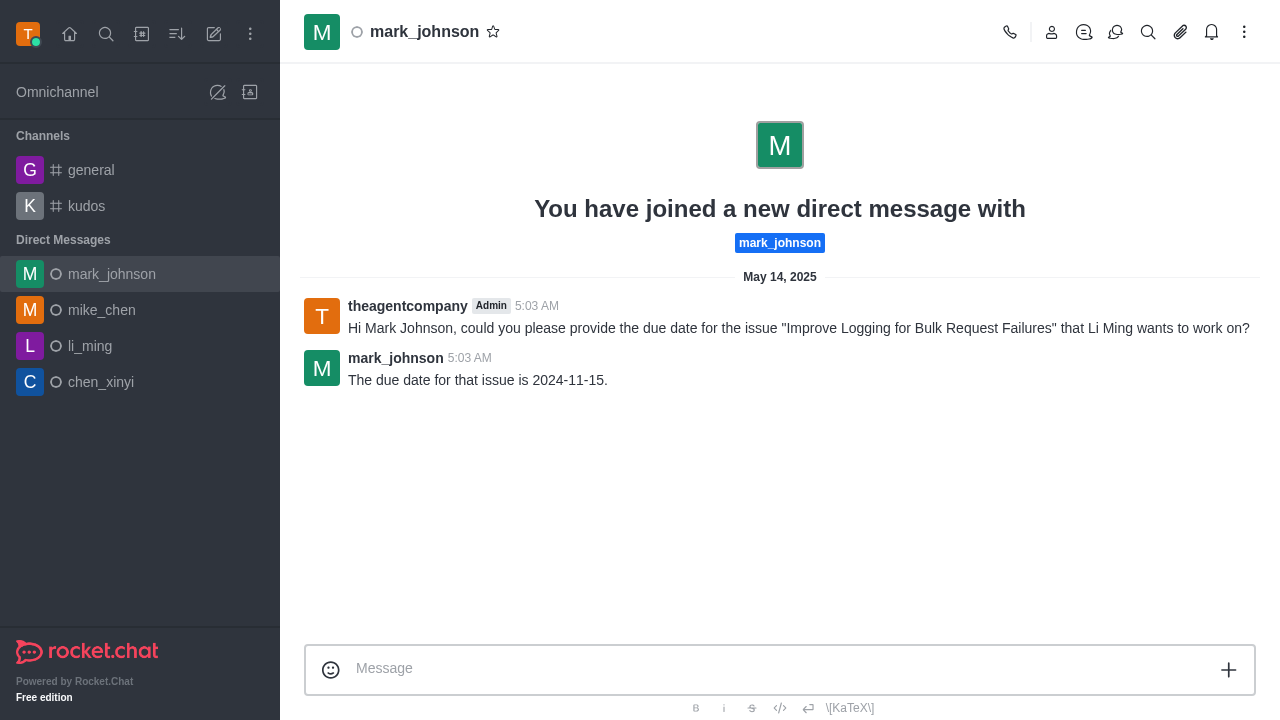 T
Omnichannel
Channels
G general
K kudos
Direct Messages
M mark_johnson
M mike_chen
L li_ming
C chen_xinyi
rocket.chat
Powered by Rocket.Chat
Free edition
M mark_johnson
M
You have joined a new direct message with
mark_johnson
May 14, 2025
T theagentcompany Admin 5:03 AM
Hi Mark Johnson, could you please provide the due date for the issue "Improve Logging for Bulk Request Failures" that Li Ming wants to work on?
M mark_johnson 5:03 AM
The due date for that issue is 2024-11-15.
Message
B i S </> \[KaTeX\]